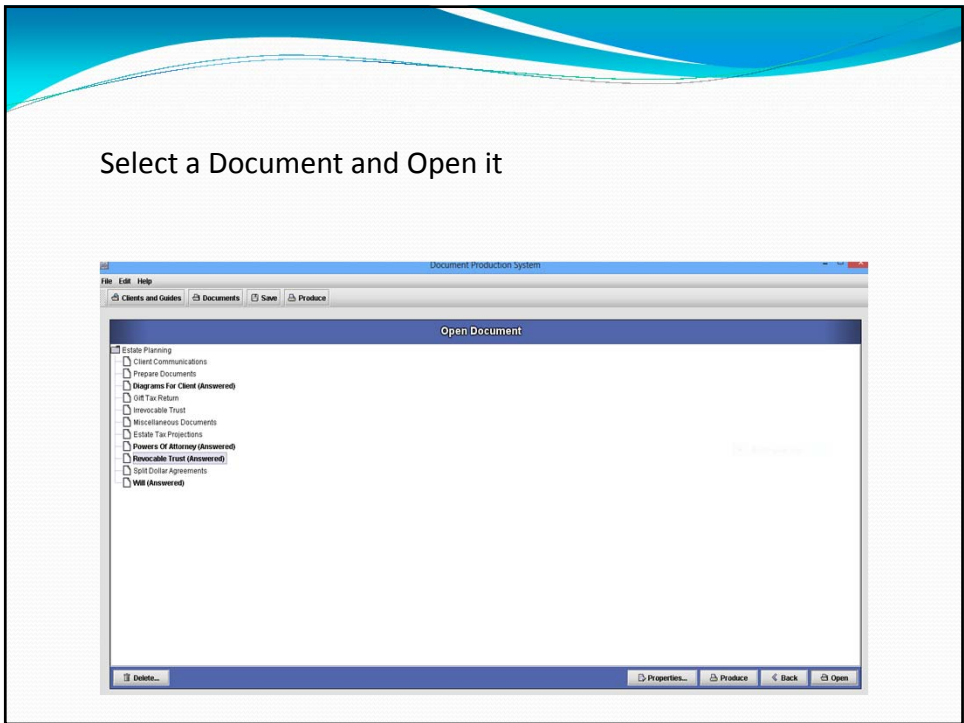 Select a Document and Open it
Document Production System
File Edit Help
Clients and Guides Documents Save Produce
Open Document
Estate Planning
Client Communications
Prepare Documents
Diagrams For Client (Answered)
Gift Tax Return
Irrevocable Trust
Miscellaneous Documents
Estate Tax Projections
Powers Of Attorney (Answered)
Revocable Trust (Answered)
Split Dollar Agreements
Will (Answered)
Delete... Properties... Produce Back Open